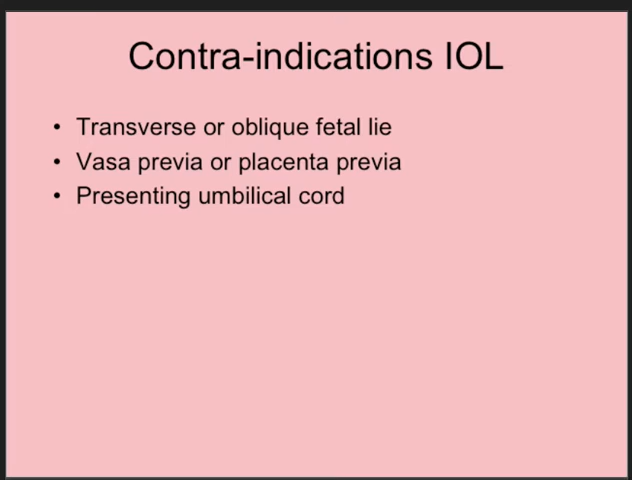 Contra-indications IOL
• Transverse or oblique fetal lie
• Vasa previa or placenta previa
• Presenting umbilical cord